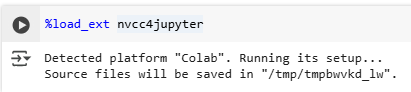 %load_ext nvcc4jupyter
Detected platform "Colab". Running its setup...
Source files will be saved in "/tmp/tmpbwvkd_lw".